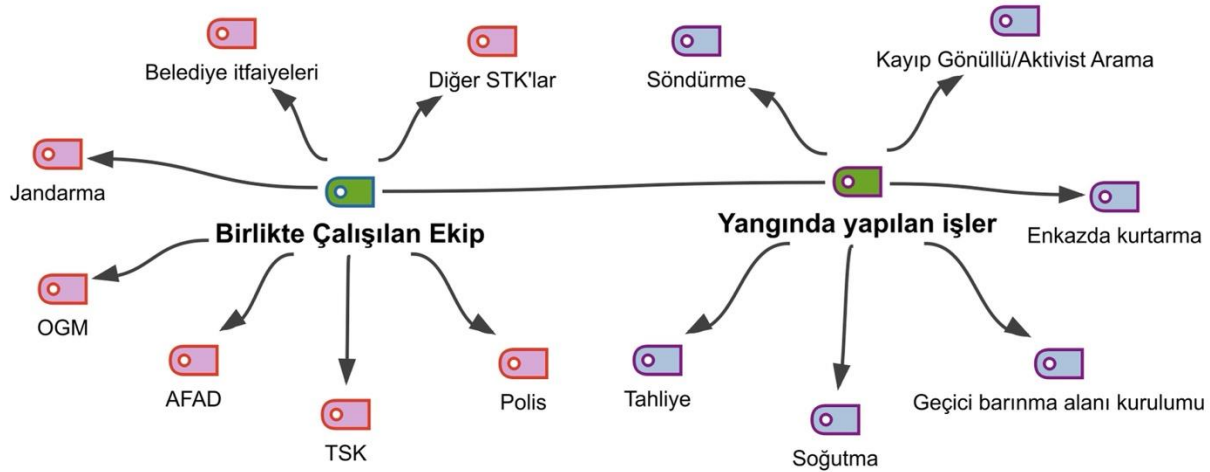 Belediye itfaiyeleri
Diğer STK'lar
Söndürme
Kayıp Gönüllü/Aktivist Arama
Jandarma
Birlikte Çalışılan Ekip
Yangında yapılan işler
Enkazda kurtarma
OGM
AFAD
TSK
Polis
Tahliye
Soğutma
Geçici barınma alanı kurulumu